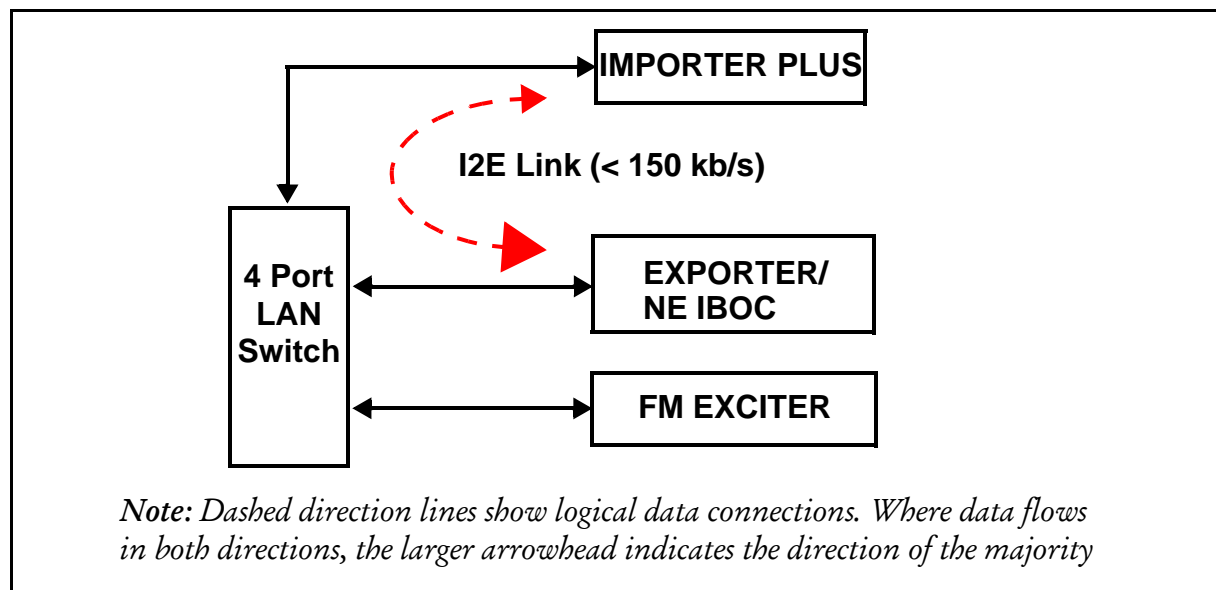 IMPORTER PLUS
I2E Link (< 150 kb/s)
4 Port
LAN
Switch
EXPORTER/
NE IBOC
FM EXCITER
Note: Dashed direction lines show logical data connections. Where data flows
in both directions, the larger arrowhead indicates the direction of the majority